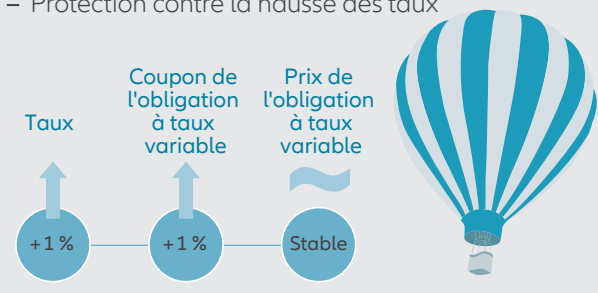 – Protection contre la hausse des taux
Taux
Coupon de
l'obligation
à taux
variable
Prix de
l'obligation
à taux
variable
+1 %
+1 %
Stable